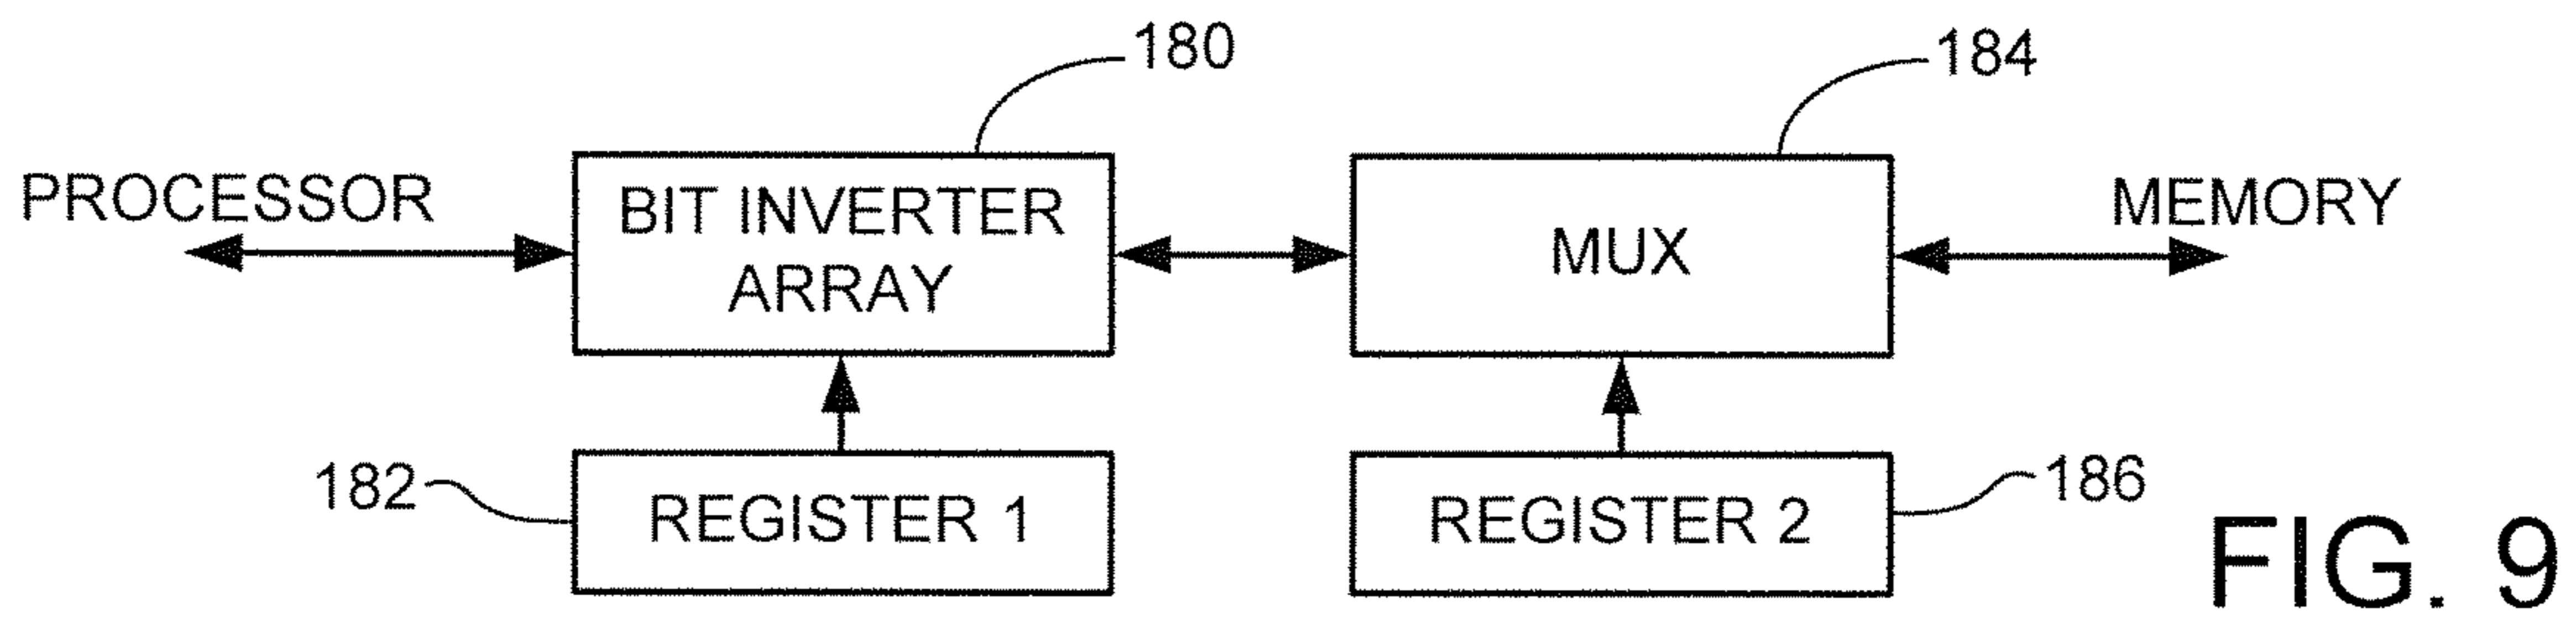 180
184
PROCESSOR
BIT INVERTER
ARRAY
MUX
MEMORY
182
REGISTER 1
REGISTER 2
186
FIG. 9